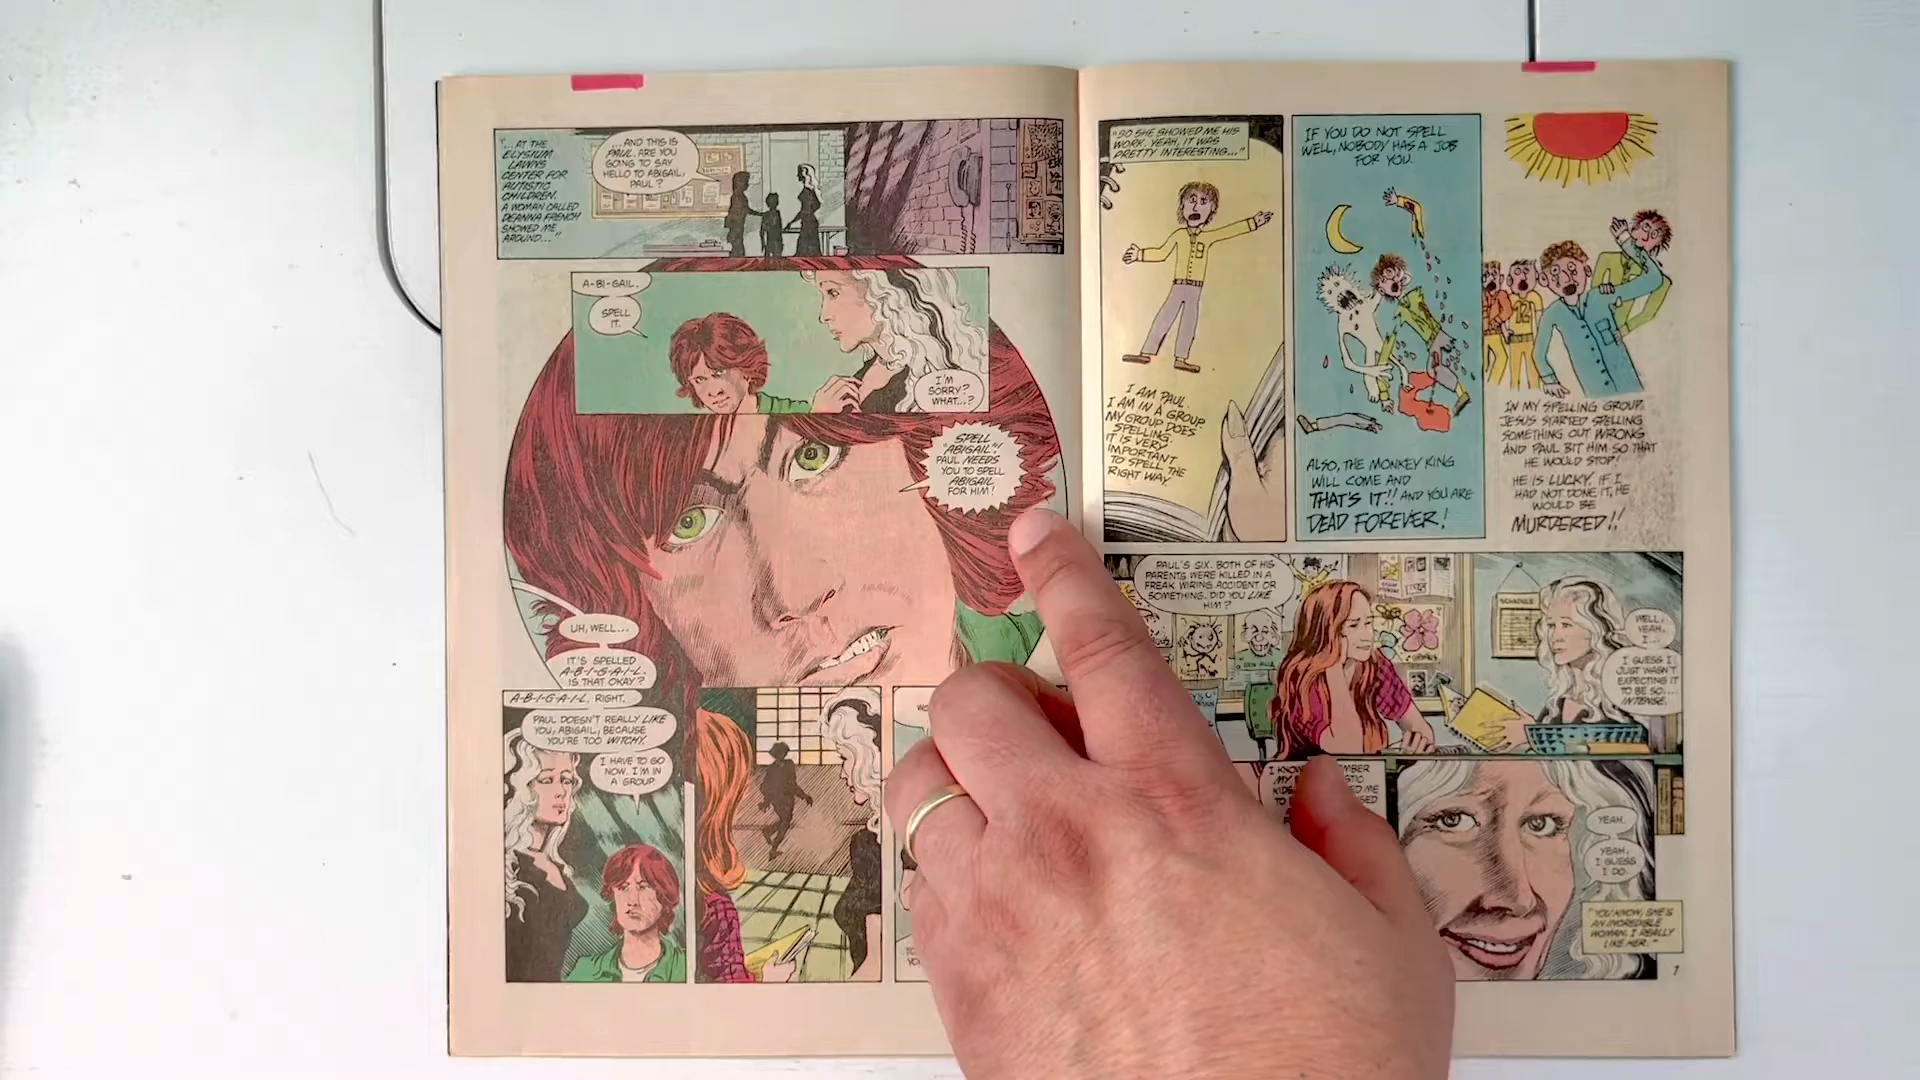 "...AT THE
ELYSIUM
LAWNS
CENTER FOR
AUTISTIC
CHILDREN.
A WOMAN CALLED
DEANNA FRENCH
SHOWED ME
AROUND..."
...AND THIS IS
PAUL. ARE YOU
GOING TO SAY
HELLO TO ABIGAIL,
PAUL?
A-BI-GAIL.
SPELL
IT.
I'M
SORRY?
WHAT...?
SPELL
"ABIGAIL"!
PAUL NEEDS
YOU TO SPELL
ABIGAIL
FOR HIM!
UH, WELL...
IT'S SPELLED
A-B-I-G-A-I-L.
IS THAT OKAY?
A-B-I-G-A-I-L, RIGHT.
PAUL DOESN'T REALLY LIKE
YOU, ABIGAIL, BECAUSE
YOU'RE TOO WITCHY.
I HAVE TO GO
NOW. I'M IN
A GROUP.
"SO SHE SHOWED ME HIS
WORK. YEAH, IT WAS
PRETTY INTERESTING..."
I AM PAUL.
I AM IN A GROUP
MY GROUP DOES
SPELLING.
IT IS VERY
IMPORTANT
TO SPELL THE
RIGHT WAY
IF YOU DO NOT SPELL
WELL, NOBODY HAS A JOB
FOR YOU.
ALSO, THE MONKEY KING
WILL COME AND
THAT'S IT!! AND YOU ARE
DEAD FOREVER!
IN MY SPELLING GROUP,
JESUS STARTED SPELLING
SOMETHING OUT WRONG
AND PAUL BIT HIM SO THAT
HE WOULD STOP!
HE IS LUCKY. IF I
HAD NOT DONE IT, HE
WOULD BE
MURDERED!!
PAUL'S SIX. BOTH OF HIS
PARENTS WERE KILLED IN A
FREAK WIRING ACCIDENT OR
SOMETHING. DID YOU LIKE
HIM?
SCHEDULE
WELL,
YEAH,
I...
I GUESS I
JUST WASN'T
EXPECTING IT
TO BE SO...
INTENSE.
YEAH.
YEAH,
I GUESS
I DO.
"YOU KNOW, SHE'S
AN INCREDIBLE
WOMAN. I REALLY
LIKE HER."
7